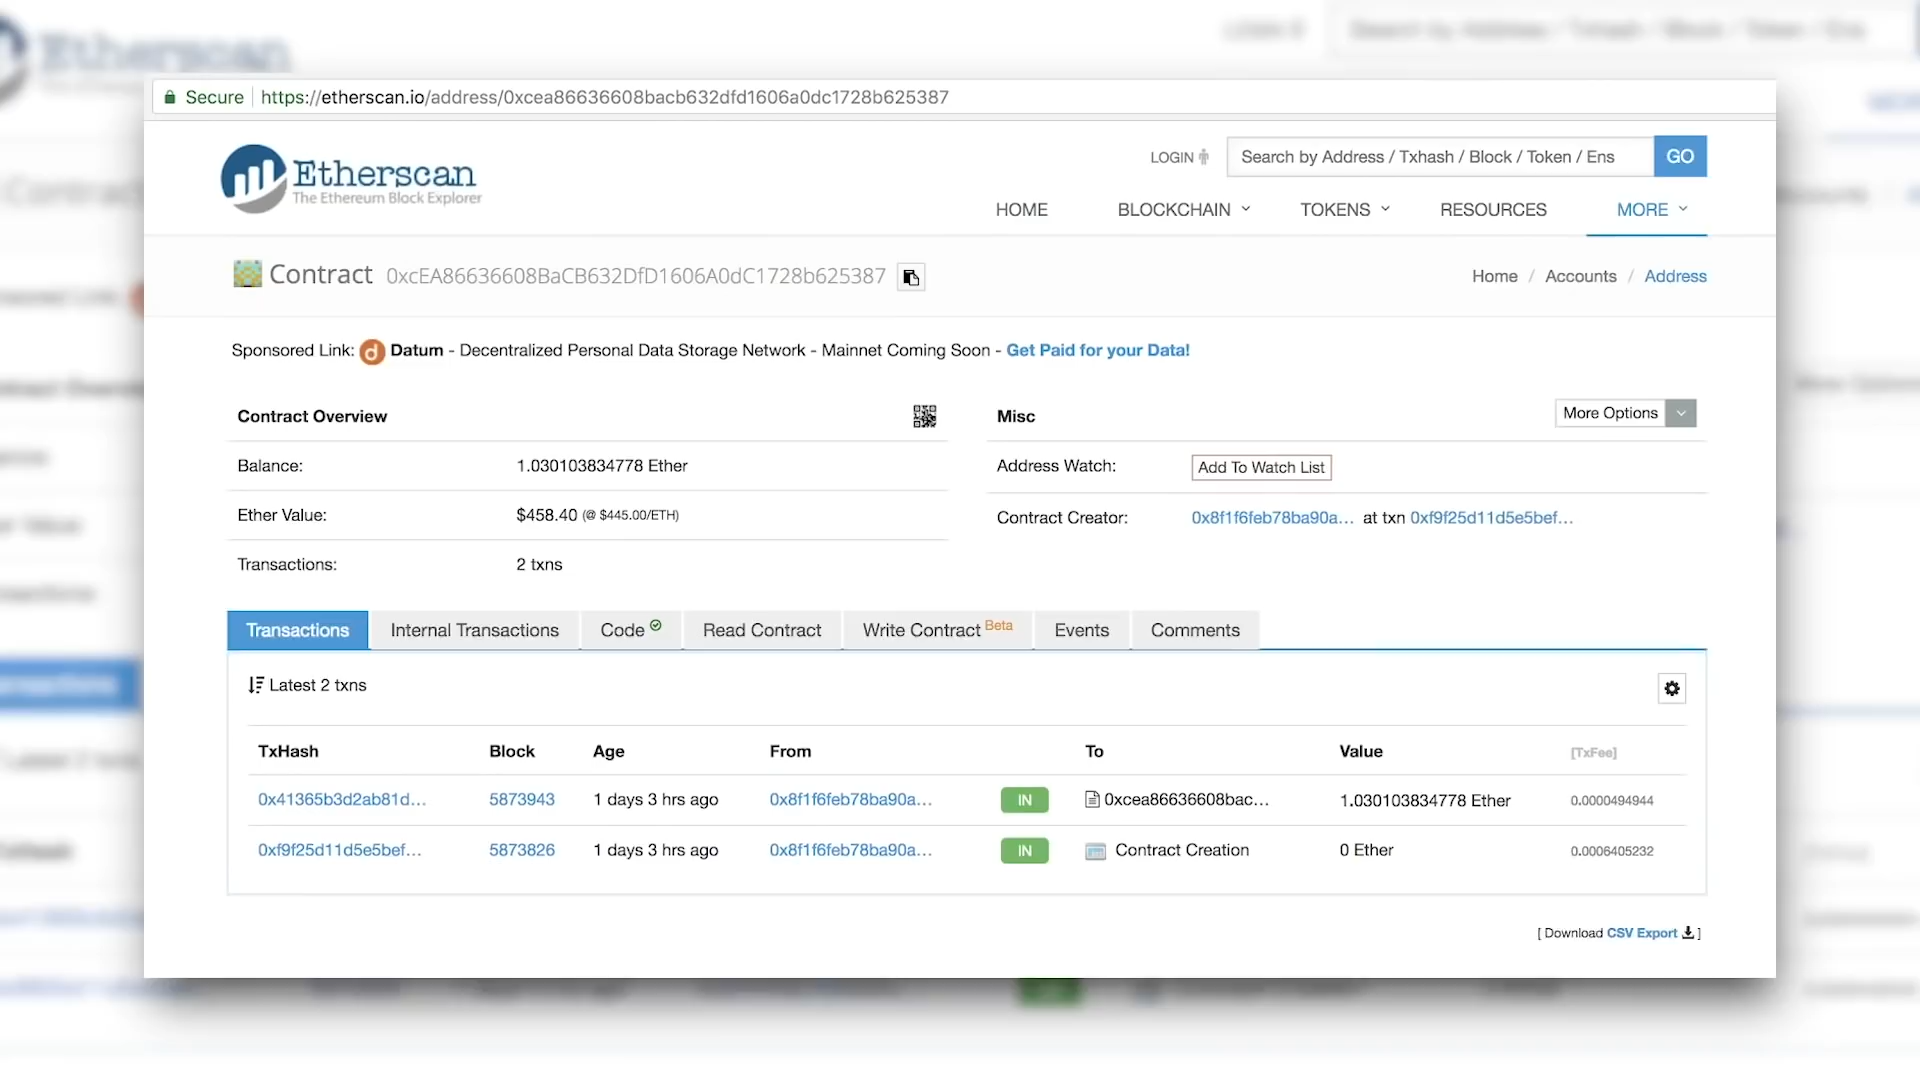 Etherscan
Secure https://etherscan.io/address/0xcea86636608bacb632dfd1606a0dc1728b625387
LOGIN Search by Address / Txhash / Block / Token / Ens GO
Etherscan
The Ethereum Block Explorer
HOME BLOCKCHAIN TOKENS RESOURCES MORE
Contract 0xcEA86636608BaCB632DfD1606A0dC1728b625387
Home / Accounts / Address
Sponsored Link: Datum - Decentralized Personal Data Storage Network - Mainnet Coming Soon - Get Paid for your Data!
Contract Overview
Balance: 1.030103834778 Ether
Ether Value: $458.40 (@ $445.00/ETH)
Transactions: 2 txns
Misc More Options
Address Watch: Add To Watch List
Contract Creator: 0x8f1f6feb78ba90a... at txn 0xf9f25d11d5e5bef...
Transactions Internal Transactions Code Read Contract Write Contract Beta Events Comments
Latest 2 txns
TxHash Block Age From To Value [TxFee]
0x41365b3d2ab81d... 5873943 1 days 3 hrs ago 0x8f1f6feb78ba90a... IN 0xcea86636608bac... 1.030103834778 Ether 0.0000494944
0xf9f25d11d5e5bef... 5873826 1 days 3 hrs ago 0x8f1f6feb78ba90a... IN Contract Creation 0 Ether 0.0006405232
[ Download CSV Export ]